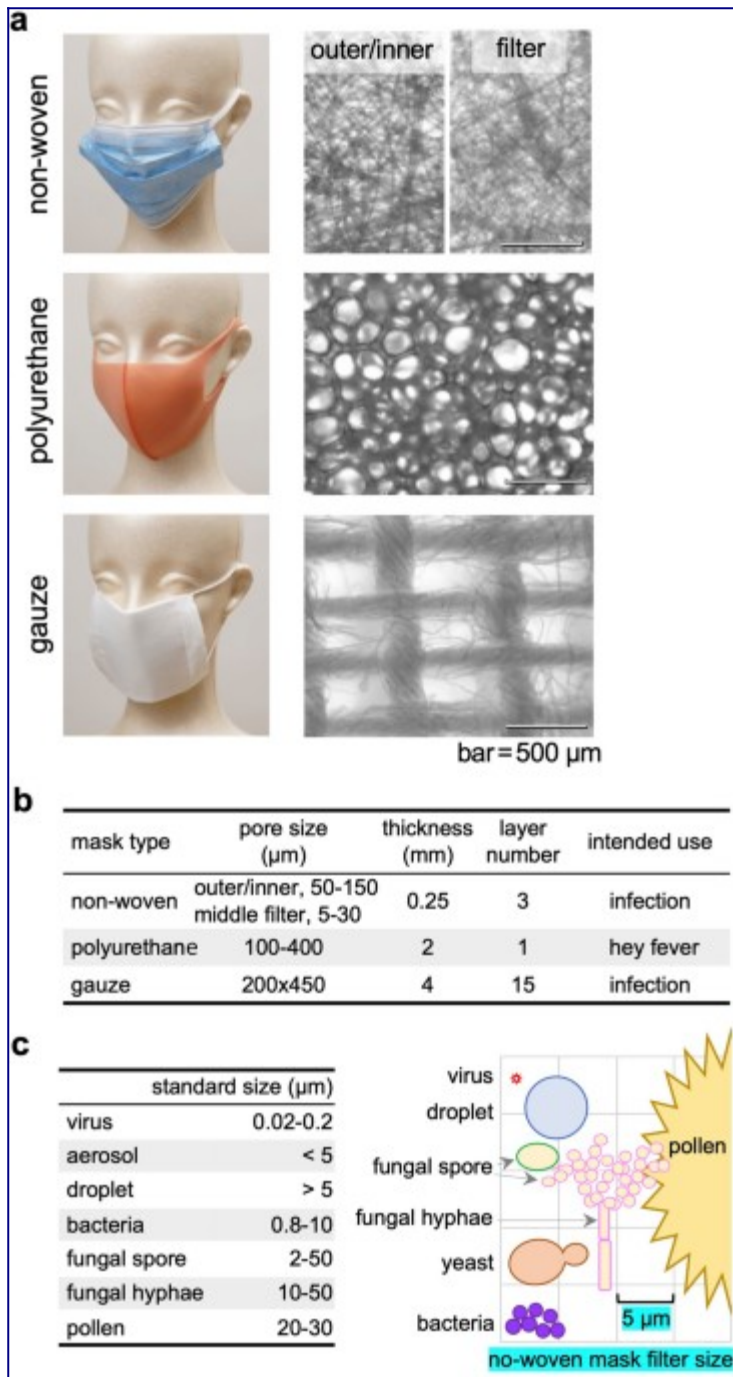 a
outer/inner filter
non-woven
polyurethane
gauze
bar=500 µm
b
mask type pore size (µm) thickness (mm) layer number intended use
non-woven outer/inner, 50-150 middle filter, 5-30 0.25 3 infection
polyurethane 100-400 2 1 hey fever
gauze 200x450 4 15 infection
c
standard size (µm)
virus 0.02-0.2
aerosol < 5
droplet > 5
bacteria 0.8-10
fungal spore 2-50
fungal hyphae 10-50
pollen 20-30
virus
droplet
pollen
fungal spore
fungal hyphae
yeast
5 µm
bacteria
no-woven mask filter size